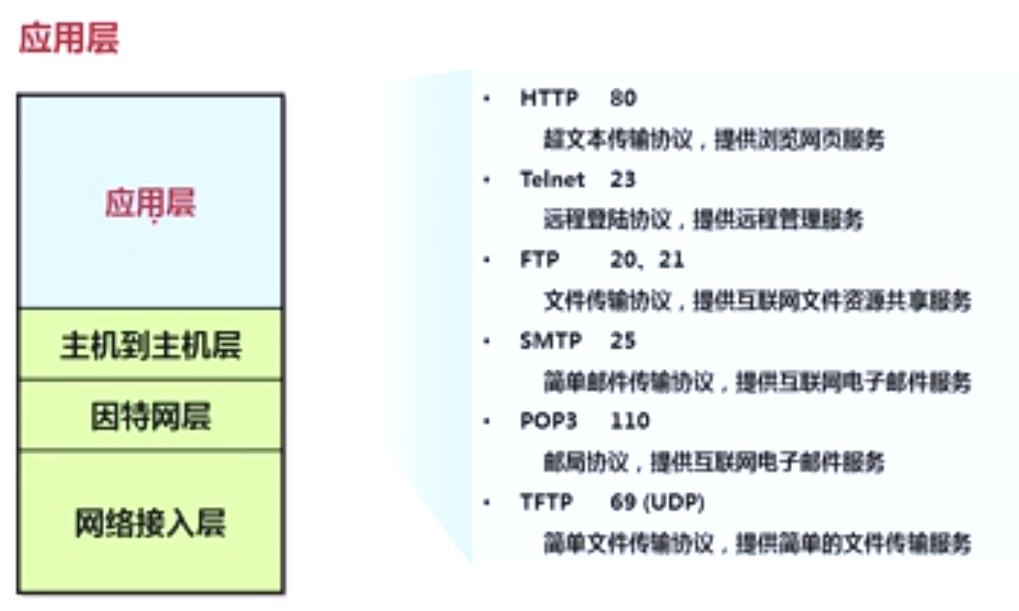 应用层
应用层
主机到主机层
因特网层
网络接入层
• HTTP 80
超文本传输协议，提供浏览网页服务
• Telnet 23
远程登陆协议，提供远程管理服务
• FTP 20、21
文件传输协议，提供互联网文件资源共享服务
• SMTP 25
简单邮件传输协议，提供互联网电子邮件服务
• POP3 110
邮局协议，提供互联网电子邮件服务
• TFTP 69 (UDP)
简单文件传输协议，提供简单的文件传输服务